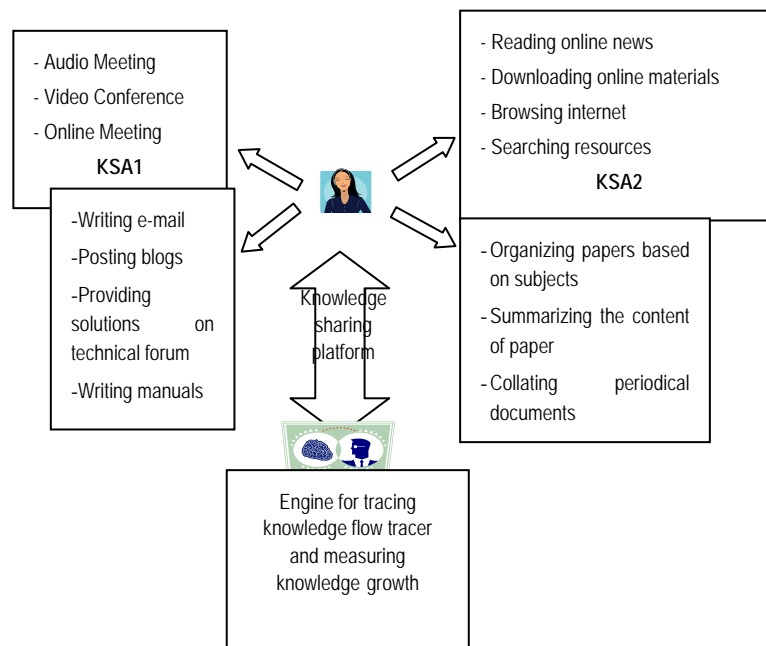 - Audio Meeting
- Video Conference
- Online Meeting
KSA1
-Writing e-mail
-Posting blogs
-Providing
solutions on
technical forum
-Writing manuals
- Reading online news
- Downloading online materials
- Browsing internet
- Searching resources
KSA2
-Organizing papers based
on subjects
-Summarizing the content
of paper
-Collating periodical
documents
Knowledge
sharing
platform
Engine for tracing
knowledge flow tracer
and measuring
knowledge growth